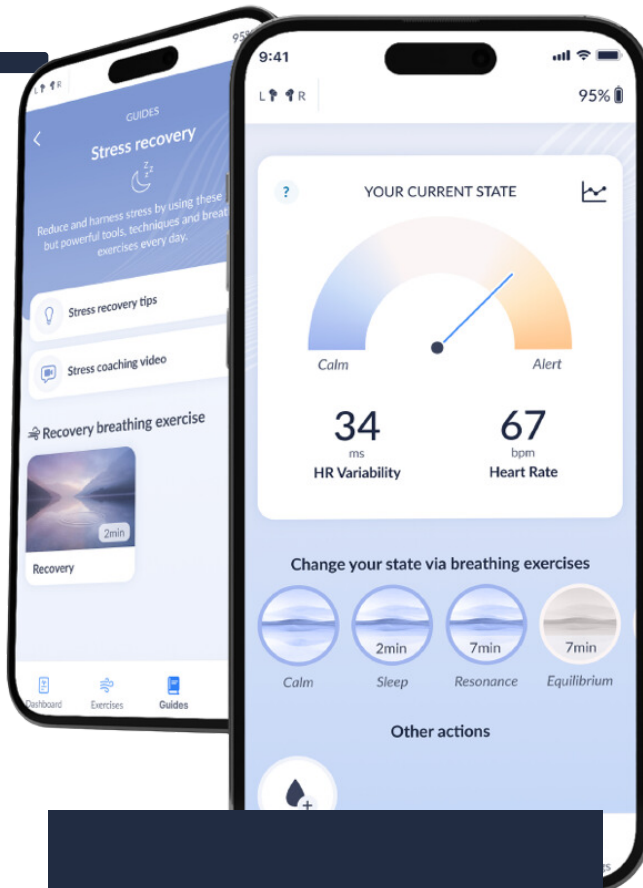 95%
L R
GUIDES
Stress recovery
z z z
Reduce and harness stress by using these
but powerful tools, techniques and breat
exercises every day.
Stress recovery tips
Stress coaching video
Recovery breathing exercise
2min
Recovery
Dashboard Exercises Guides
9:41
L R
95%
? YOUR CURRENT STATE
Calm Alert
34 67
ms bpm
HR Variability Heart Rate
Change your state via breathing exercises
2min 7min 7min
Calm Sleep Resonance Equilibrium
Other actions